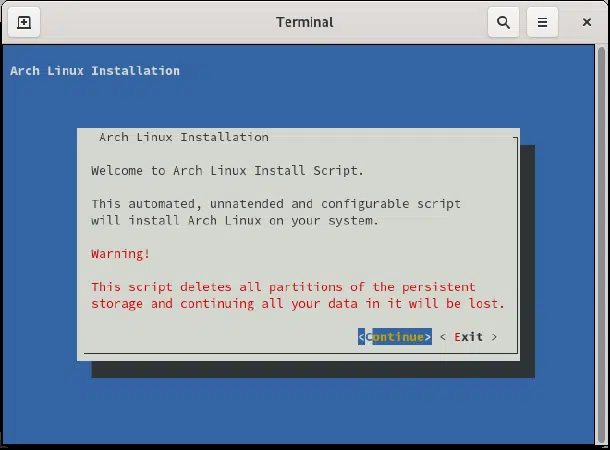 Terminal
Arch Linux Installation
Arch Linux Installation
Welcome to Arch Linux Install Script.
This automated, unnatended and configurable script
will install Arch Linux on your system.
Warning!
This script deletes all partitions of the persistent
storage and continuing all your data in it will be lost.
<Continue> < Exit >